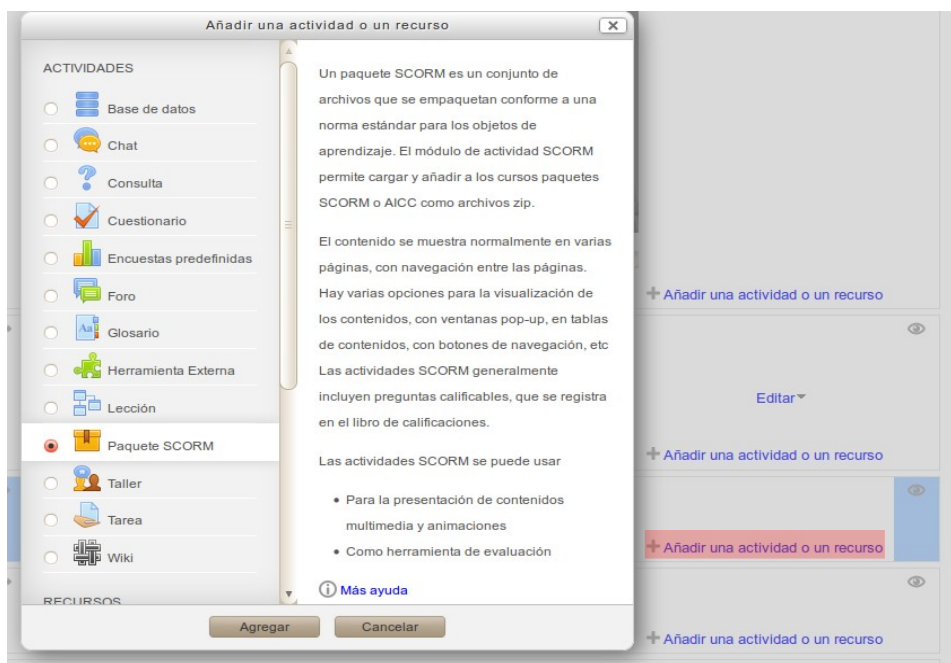 Añadir una actividad o un recurso
ACTIVIDADES
Base de datos
Chat
Consulta
Cuestionario
Encuestas predefinidas
Foro
Glosario
Herramienta Externa
Lección
Paquete SCORM
Taller
Tarea
Wiki
RECURSOS
Un paquete SCORM es un conjunto de
archivos que se empaquetan conforme a una
norma estándar para los objetos de
aprendizaje. El módulo de actividad SCORM
permite cargar y añadir a los cursos paquetes
SCORM o AICC como archivos zip.
El contenido se muestra normalmente en varias
páginas, con navegación entre las páginas.
Hay varias opciones para la visualización de
los contenidos, con ventanas pop-up, en tablas
de contenidos, con botones de navegación, etc
Las actividades SCORM generalmente
incluyen preguntas calificables, que se registra
en el libro de calificaciones.
Las actividades SCORM se puede usar
• Para la presentación de contenidos
multimedia y animaciones
• Como herramienta de evaluación
Más ayuda
Agregar
Cancelar
Añadir una actividad o un recurso
Editar
Añadir una actividad o un recurso
Añadir una actividad o un recurso
Añadir una actividad o un recurso